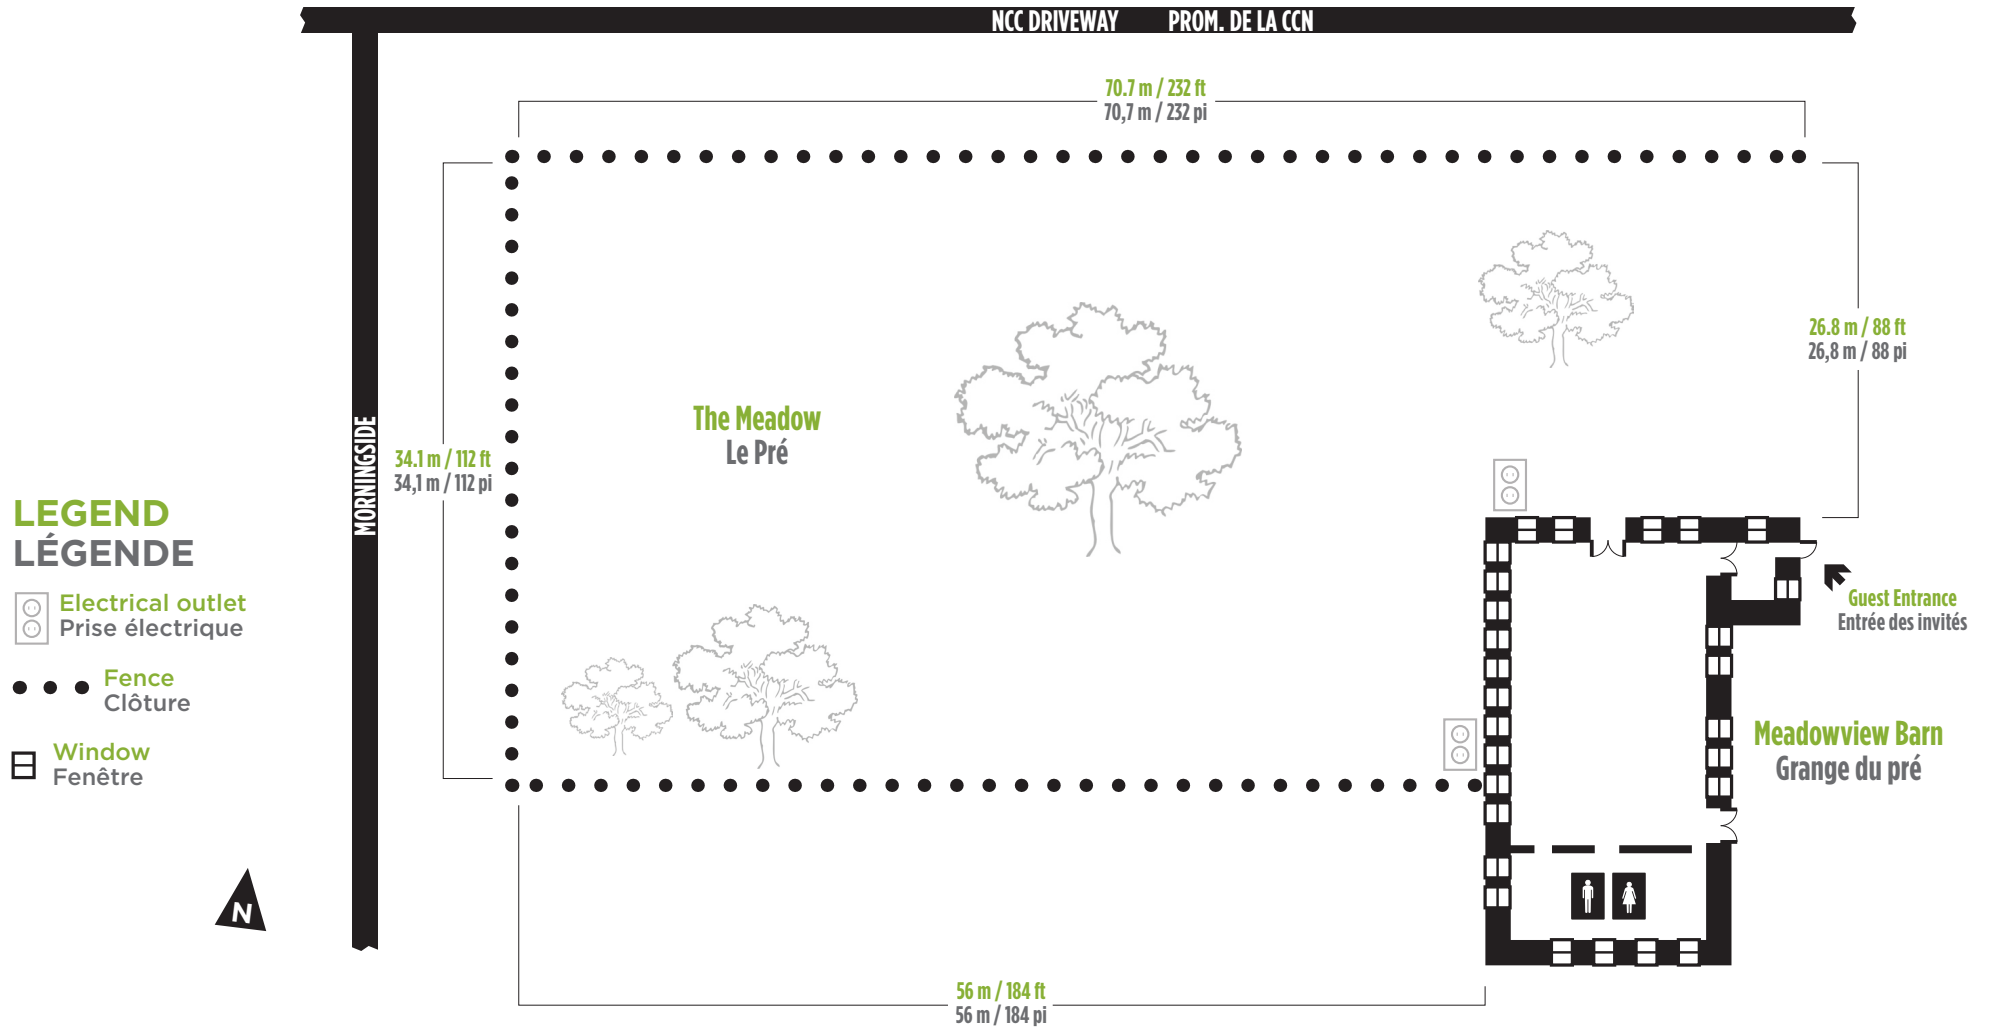 NCC DRIVEWAY PROM. DE LA CCN
70.7 m / 232 ft
70,7 m / 232 pi
26.8 m / 88 ft
26,8 m / 88 pi
The Meadow
Le Pré
MORNINGSIDE
34.1 m / 112 ft
34,1 m / 112 pi
LEGEND
LÉGENDE
Electrical outlet
Prise électrique
Fence
Clôture
Window
Fenêtre
Guest Entrance
Entrée des invités
Meadowview Barn
Grange du pré
N
56 m / 184 ft
56 m / 184 pi